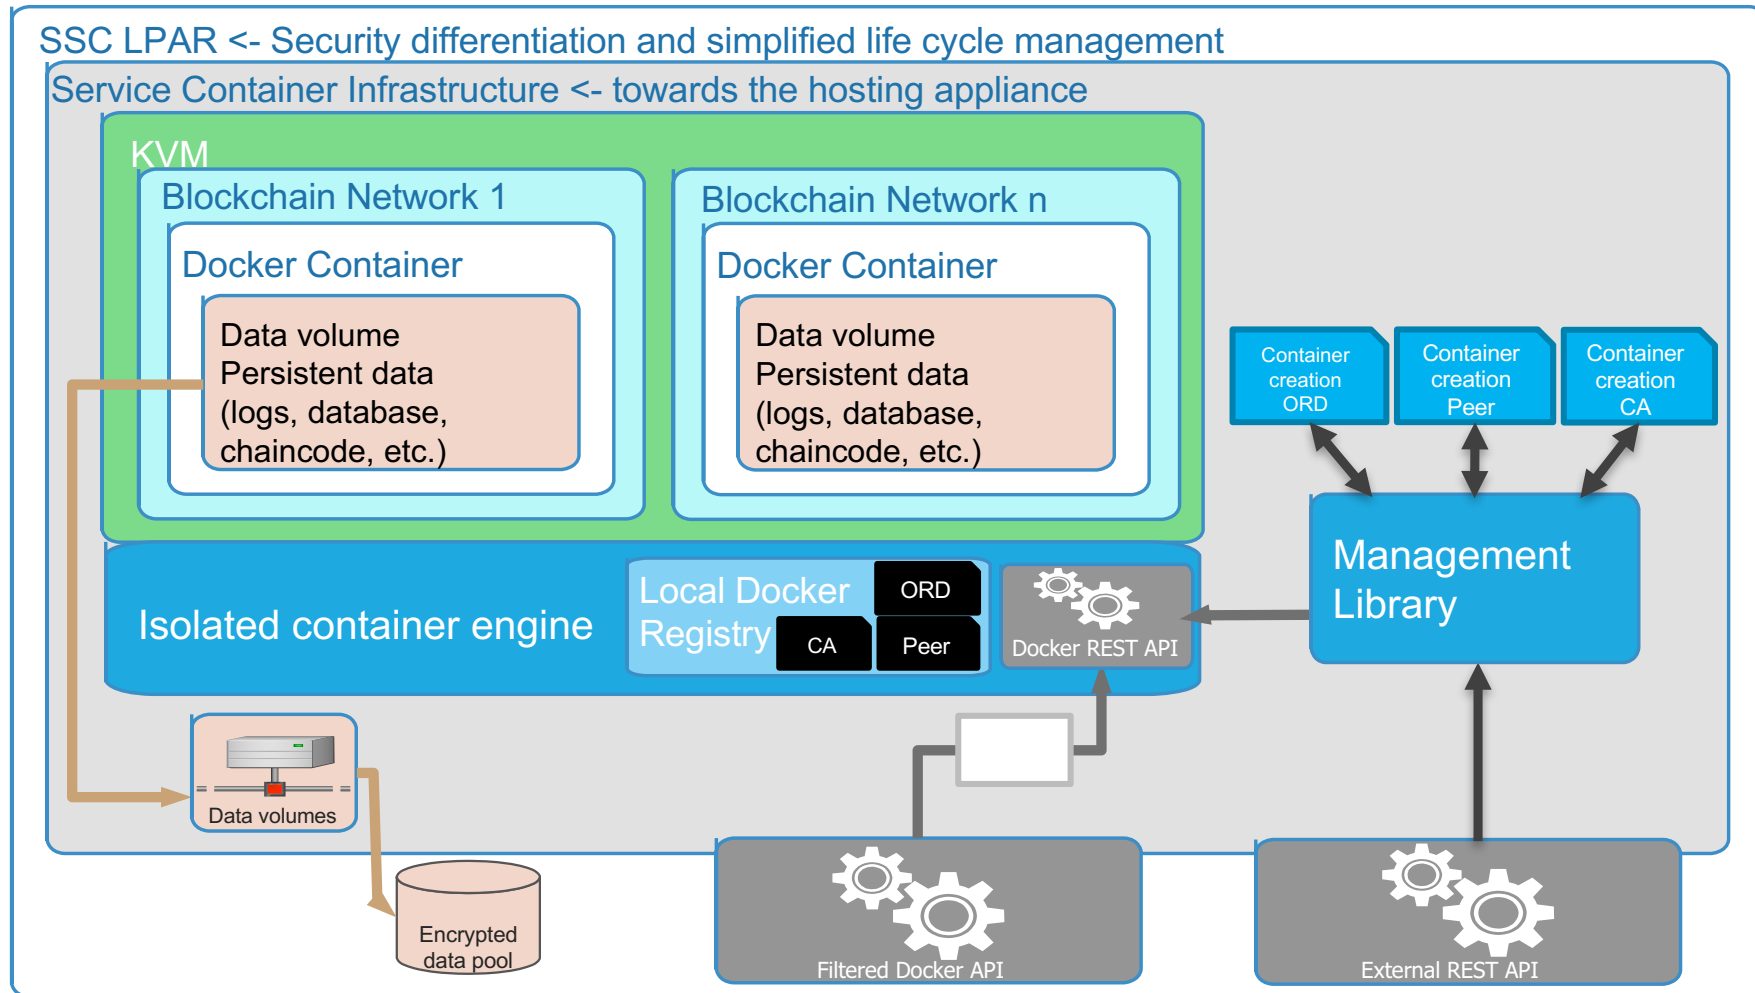 SSC LPAR <- Security differentiation and simplified life cycle management
Service Container Infrastructure <- towards the hosting appliance
KVM
Blockchain Network 1
Docker Container
Data volume
Persistent data
(logs, database,
chaincode, etc.)
Blockchain Network n
Docker Container
Data volume
Persistent data
(logs, database,
chaincode, etc.)
Container
creation
ORD
Container
creation
Peer
Container
creation
CA
Management
Library
Isolated container engine
Local Docker
Registry
ORD
CA
Peer
Docker REST API
Data volumes
Encrypted
data pool
Filtered Docker API
External REST API